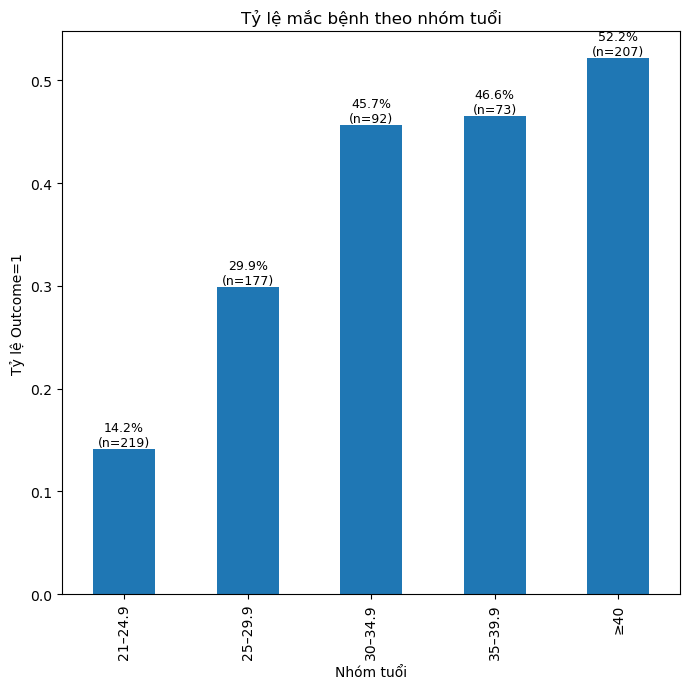 Tỷ lệ mắc bệnh theo nhóm tuổi
Tỷ lệ Outcome=1
0.5
0.4
0.3
0.2
0.1
0.0
14.2%
(n=219)
29.9%
(n=177)
45.7%
(n=92)
46.6%
(n=73)
52.2%
(n=207)
21–24.9
25–29.9
30–34.9
35–39.9
≥40
Nhóm tuổi